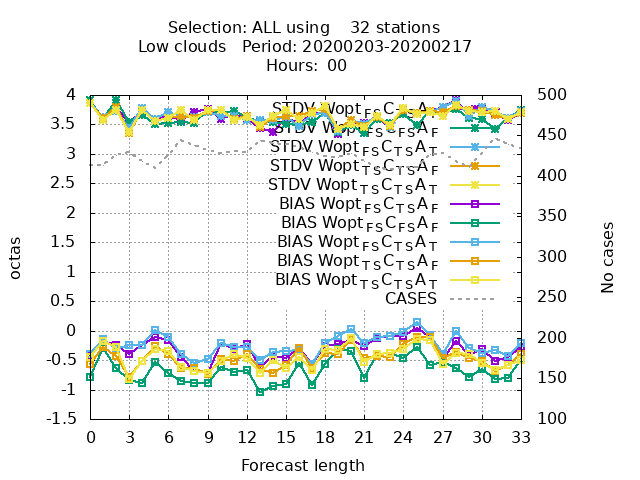 Selection: ALL using 32 stations
Low clouds Period: 20200203-20200217
Hours: 00
octas
4
3.5
3
2.5
2
1.5
1
0.5
0
-0.5
-1
-1.5
STDV Wopt FS C TS A F
STDV Wopt FS C FS A F
STDV Wopt FS C TS A T
STDV Wopt TS C FS A F
STDV Wopt TS C TS A T
BIAS Wopt FS C TS A F
BIAS Wopt FS C FS A F
BIAS Wopt FS C TS A T
BIAS Wopt TS C FS A F
BIAS Wopt TS C TS A T
CASES
500
450
400
350
300
250
200
150
100
No cases
0 3 6 9 12 15 18 21 24 27 30 33
Forecast length